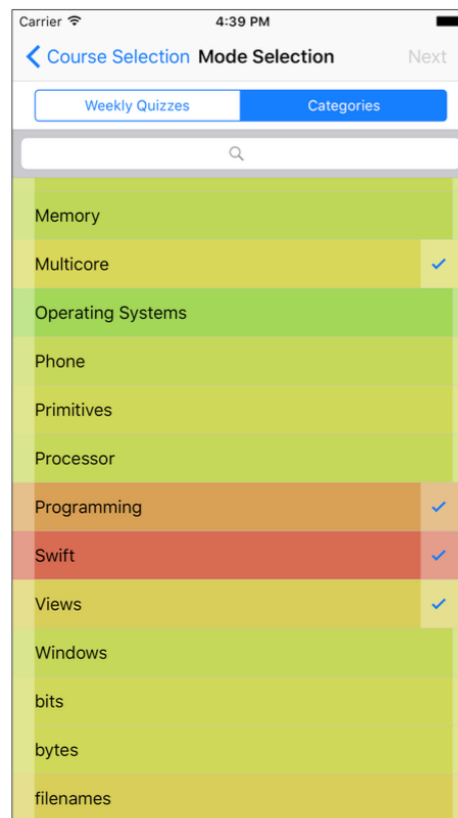 Carrier 4:39 PM
Course Selection Mode Selection Next
Weekly Quizzes Categories
Memory
Multicore
Operating Systems
Phone
Primitives
Processor
Programming
Swift
Views
Windows
bits
bytes
filenames